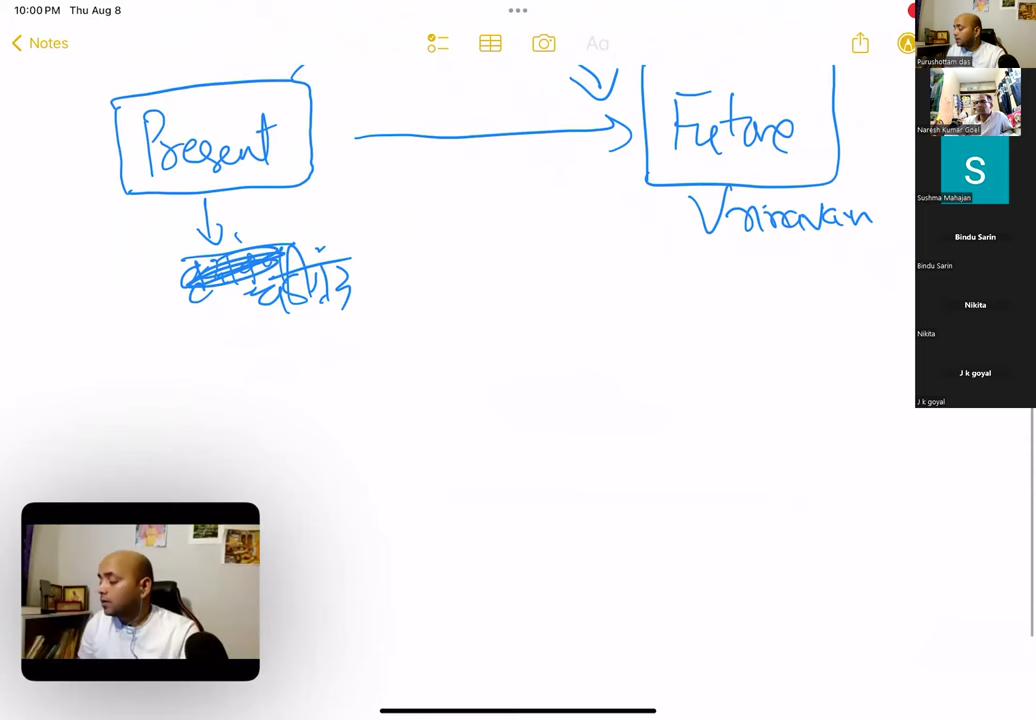 10:00 PM Thu Aug 8
Notes
Aa
Present
Future
Purushottam das
Naresh Kumar Goel
S
Sushma Mahajan
Bindu Sarin
Bindu Sarin
Nikita
Nikita
J k goyal
J k goyal